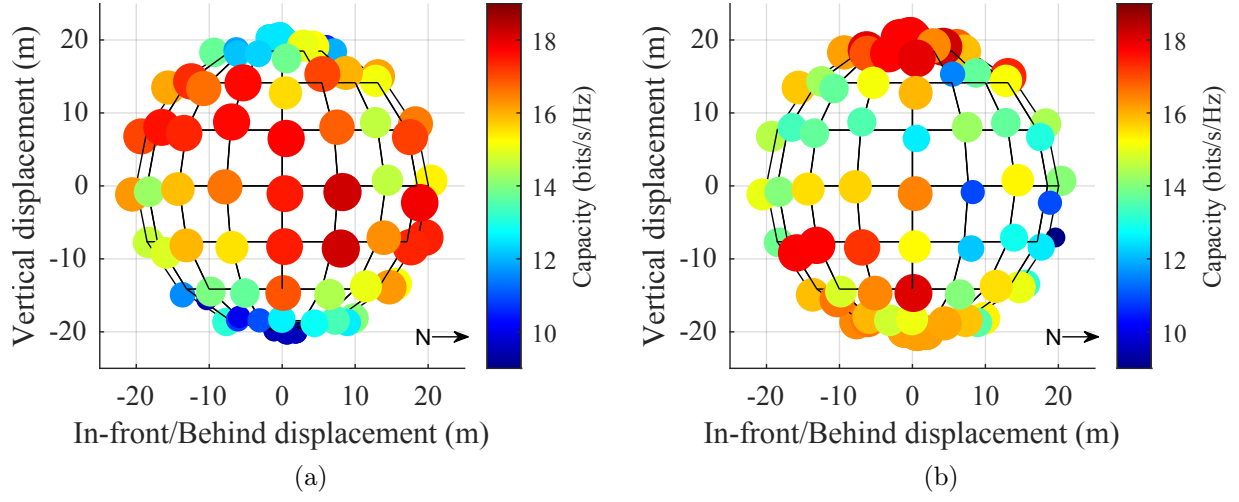 20
10
0
-10
-20
Vertical displacement (m)
-20 -10 0 10 20
In-front/Behind displacement (m)
N
18
16
14
12
10
Capacity (bits/s/Hz)
(a)
20
10
0
-10
-20
Vertical displacement (m)
-20 -10 0 10 20
In-front/Behind displacement (m)
N
18
16
14
12
10
Capacity (bits/s/Hz)
(b)